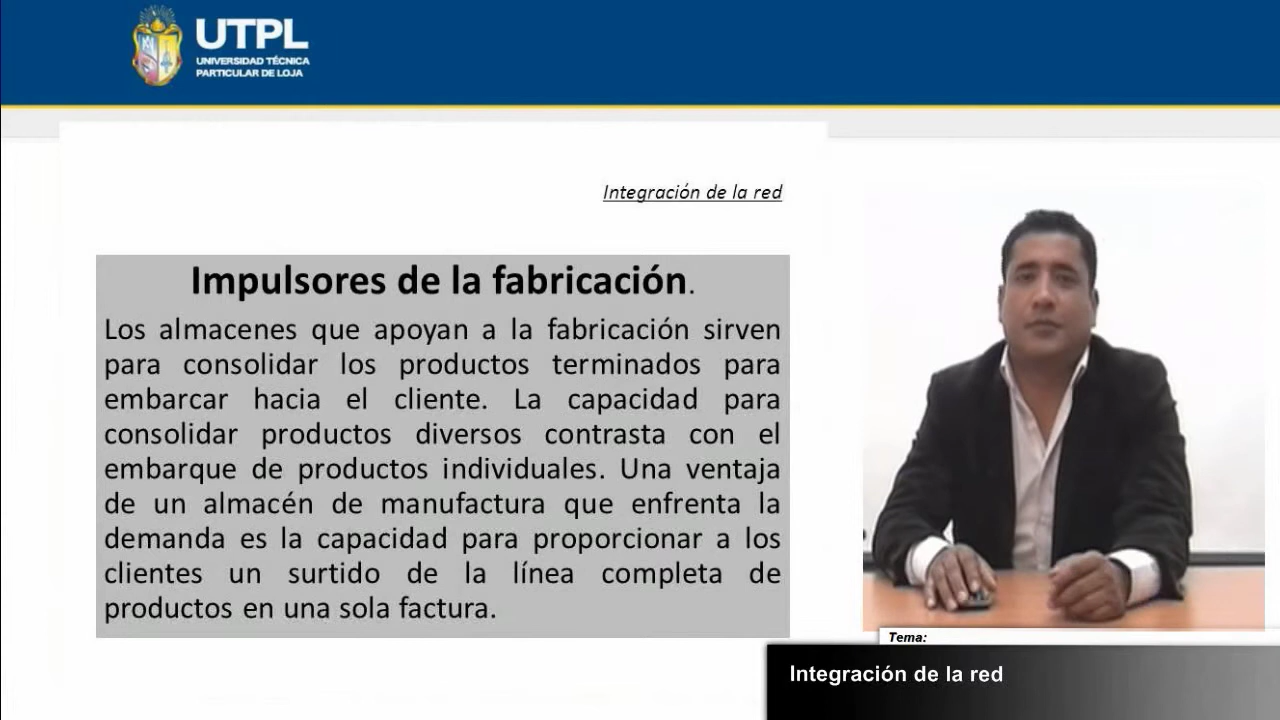 UTPL
UNIVERSIDAD TÉCNICA
PARTICULAR DE LOJA
Integración de la red
Impulsores de la fabricación.
Los almacenes que apoyan a la fabricación sirven
para consolidar los productos terminados para
embarcar hacia el cliente. La capacidad para
consolidar productos diversos contrasta con el
embarque de productos individuales. Una ventaja
de un almacén de manufactura que enfrenta la
demanda es la capacidad para proporcionar a los
clientes un surtido de la línea completa de
productos en una sola factura.
Tema:
Integración de la red